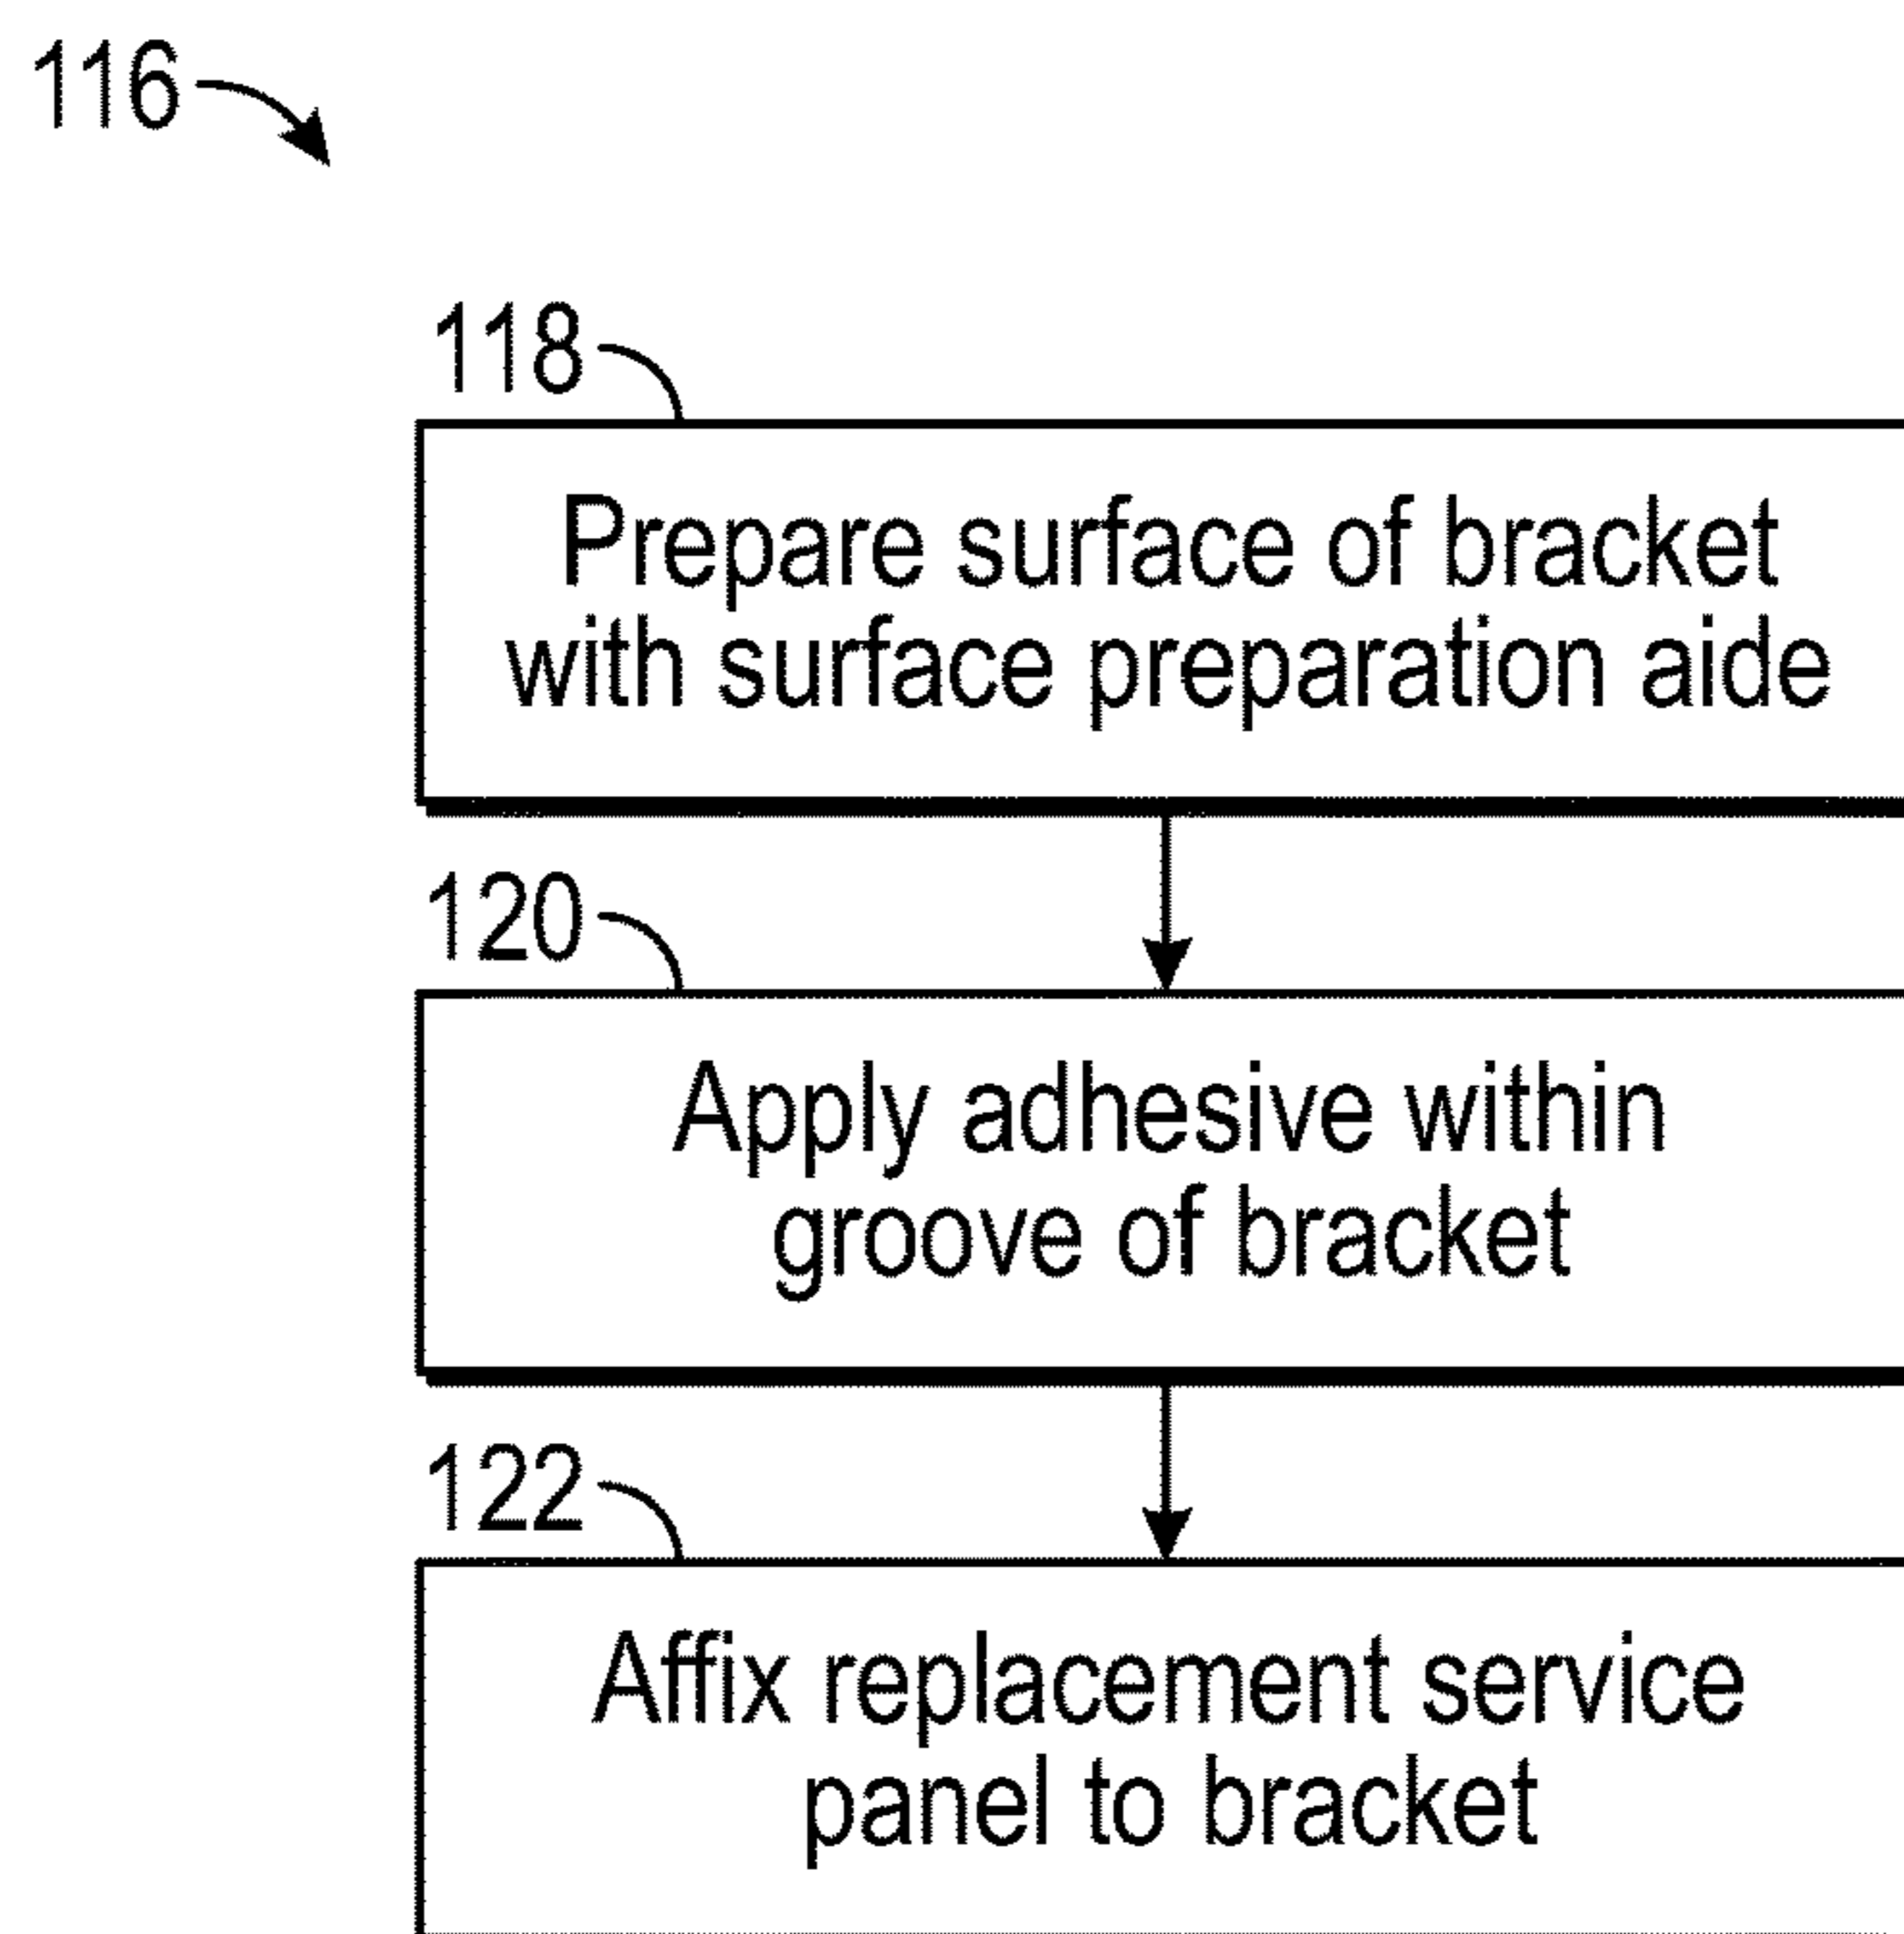 116
118
Prepare surface of bracket
with surface preparation aide
120
Apply adhesive within
groove of bracket
122
Affix replacement service
panel to bracket